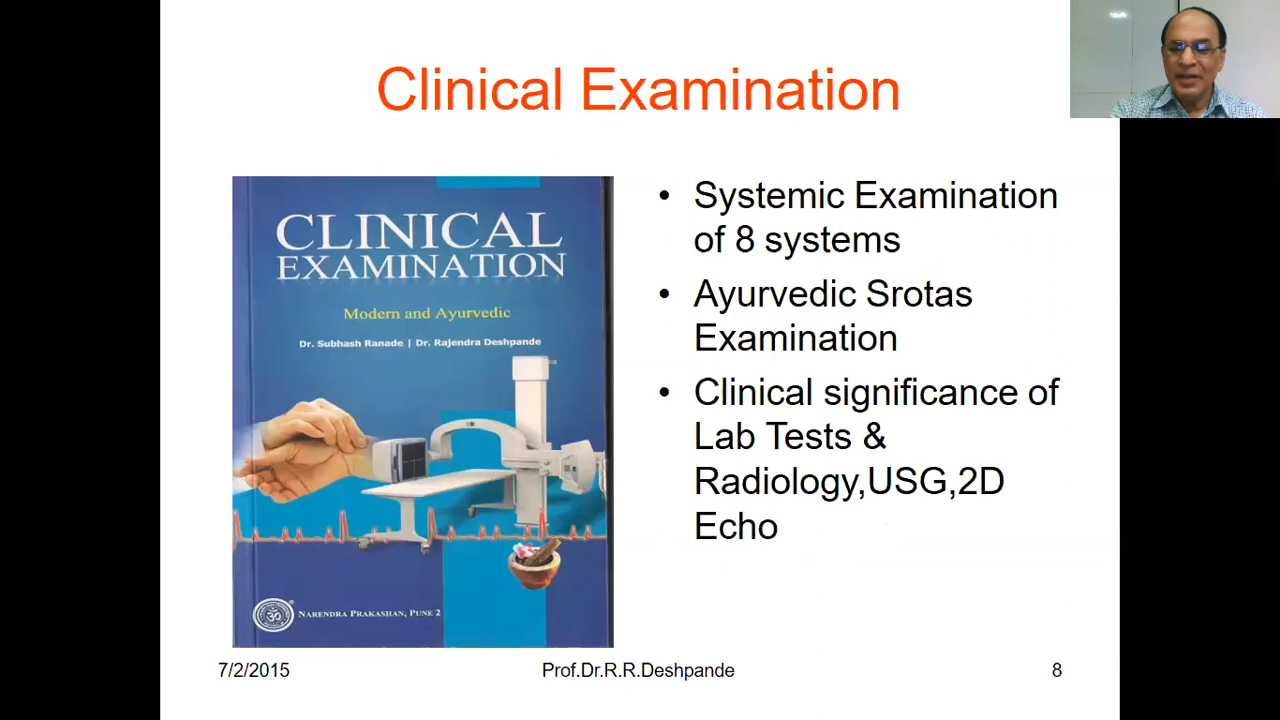 Clinical Examination
CLINICAL
EXAMINATION
Modern and Ayurvedic
Dr. Subhash Ranade | Dr. Rajendra Deshpande
NARENDRA PRAKASHAN, PUNE 2
• Systemic Examination
of 8 systems
• Ayurvedic Srotas
Examination
• Clinical significance of
Lab Tests &
Radiology,USG,2D
Echo
7/2/2015
Prof.Dr.R.R.Deshpande
8